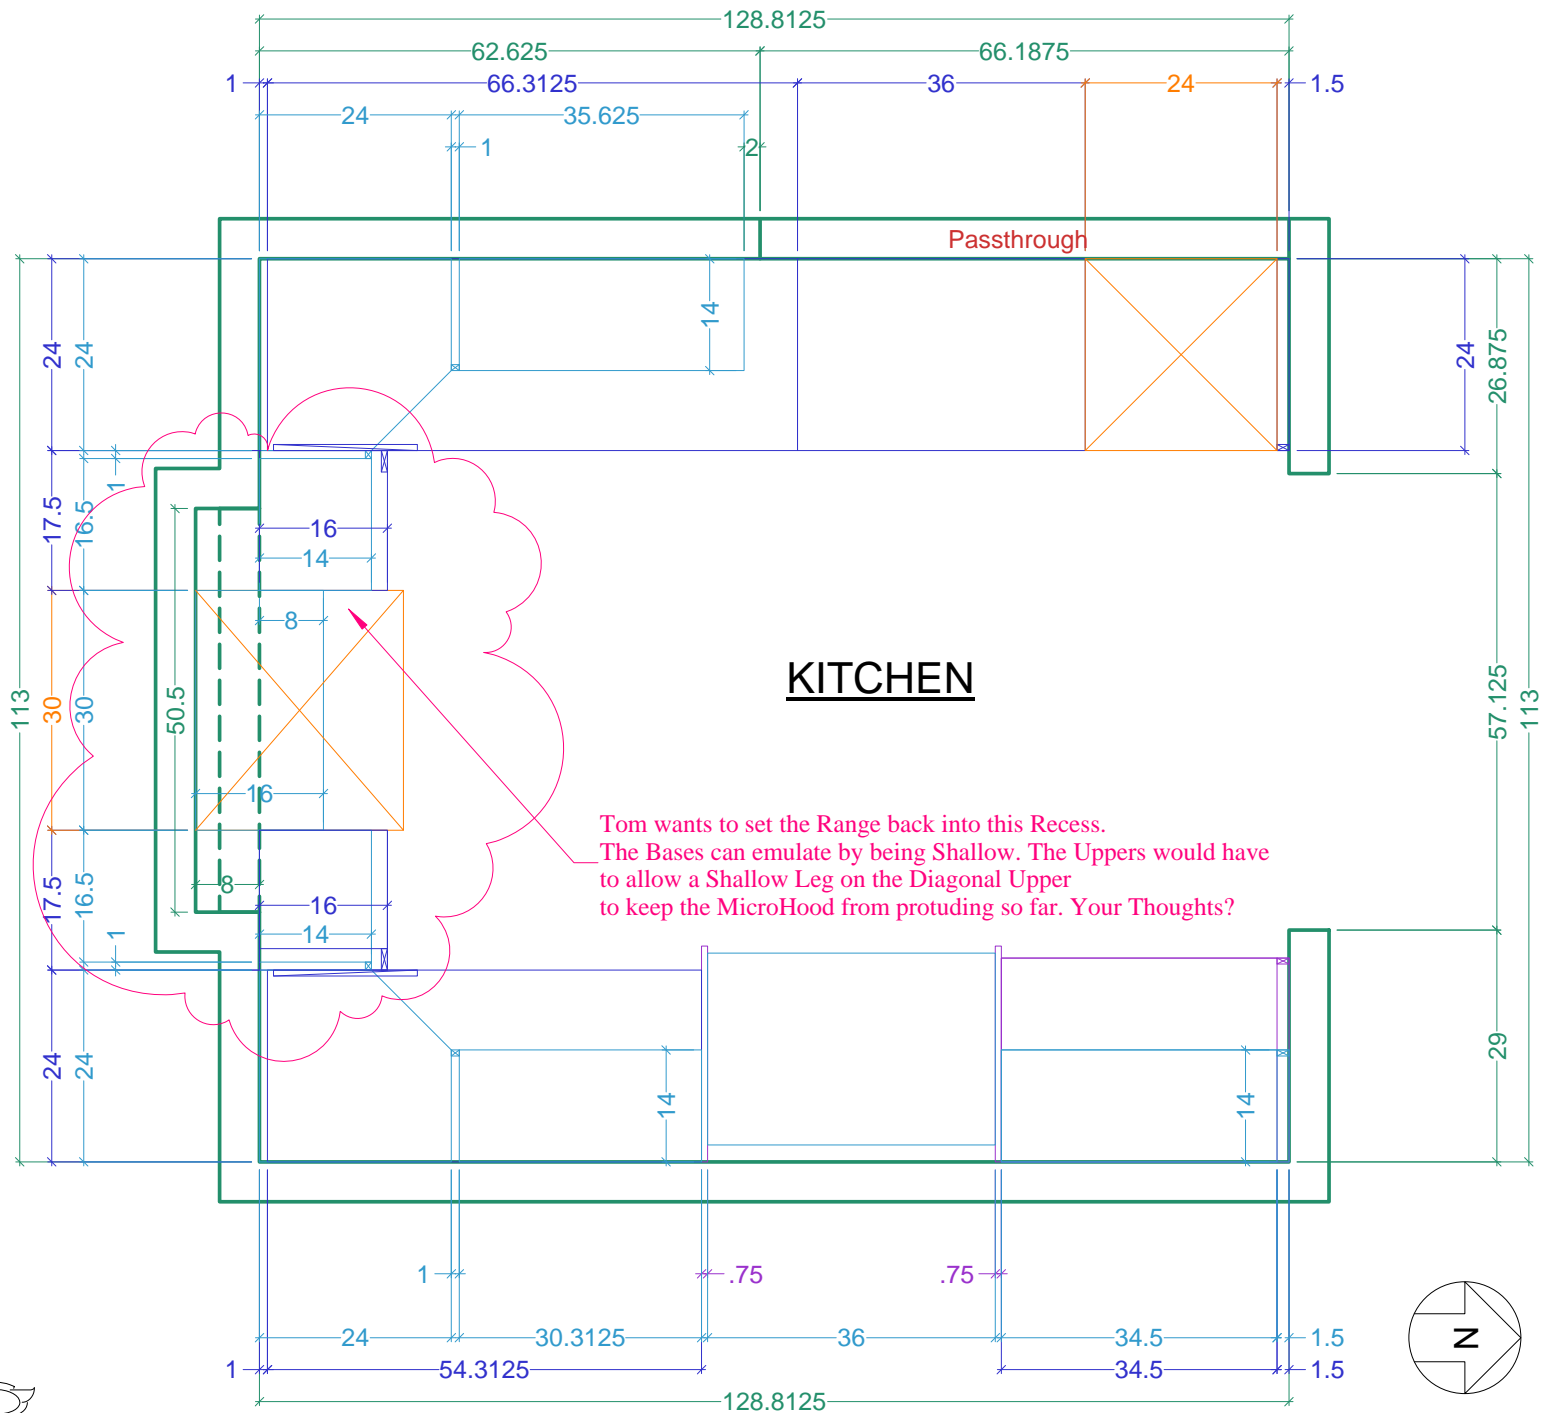 128.8125
62.625 66.1875
1 66.3125 36 24 1.5
24 35.625
1 2
Passthrough
24 24 14 24 26.875
1
17.5 16.5 16
14
8
KITCHEN
113 30 30 50.5 57.125 113
16
Tom wants to set the Range back into this Recess.
The Bases can emulate by being Shallow. The Uppers would have
to allow a Shallow Leg on the Diagonal Upper
to keep the MicroHood from protuding so far. Your Thoughts?
8
17.5 16.5 16
14
1
24 24 14 14 29
1 .75 .75
24 30.3125 36 34.5 1.5
1 54.3125 34.5 1.5
128.8125
N